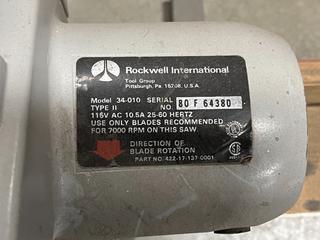 Rockwell International
Tool Group
Pittsburgh, Pa. 15208, U.S.A.
Model 34-010 SERIAL 80 F 64380
TYPE II NO.
115V AC 10.5A 25-60 HERTZ
USE ONLY BLADES RECOMMENDED
FOR 7000 RPM ON THIS SAW
DIRECTION OF
BLADE ROTATION
PART NO. 422-17-137-0001